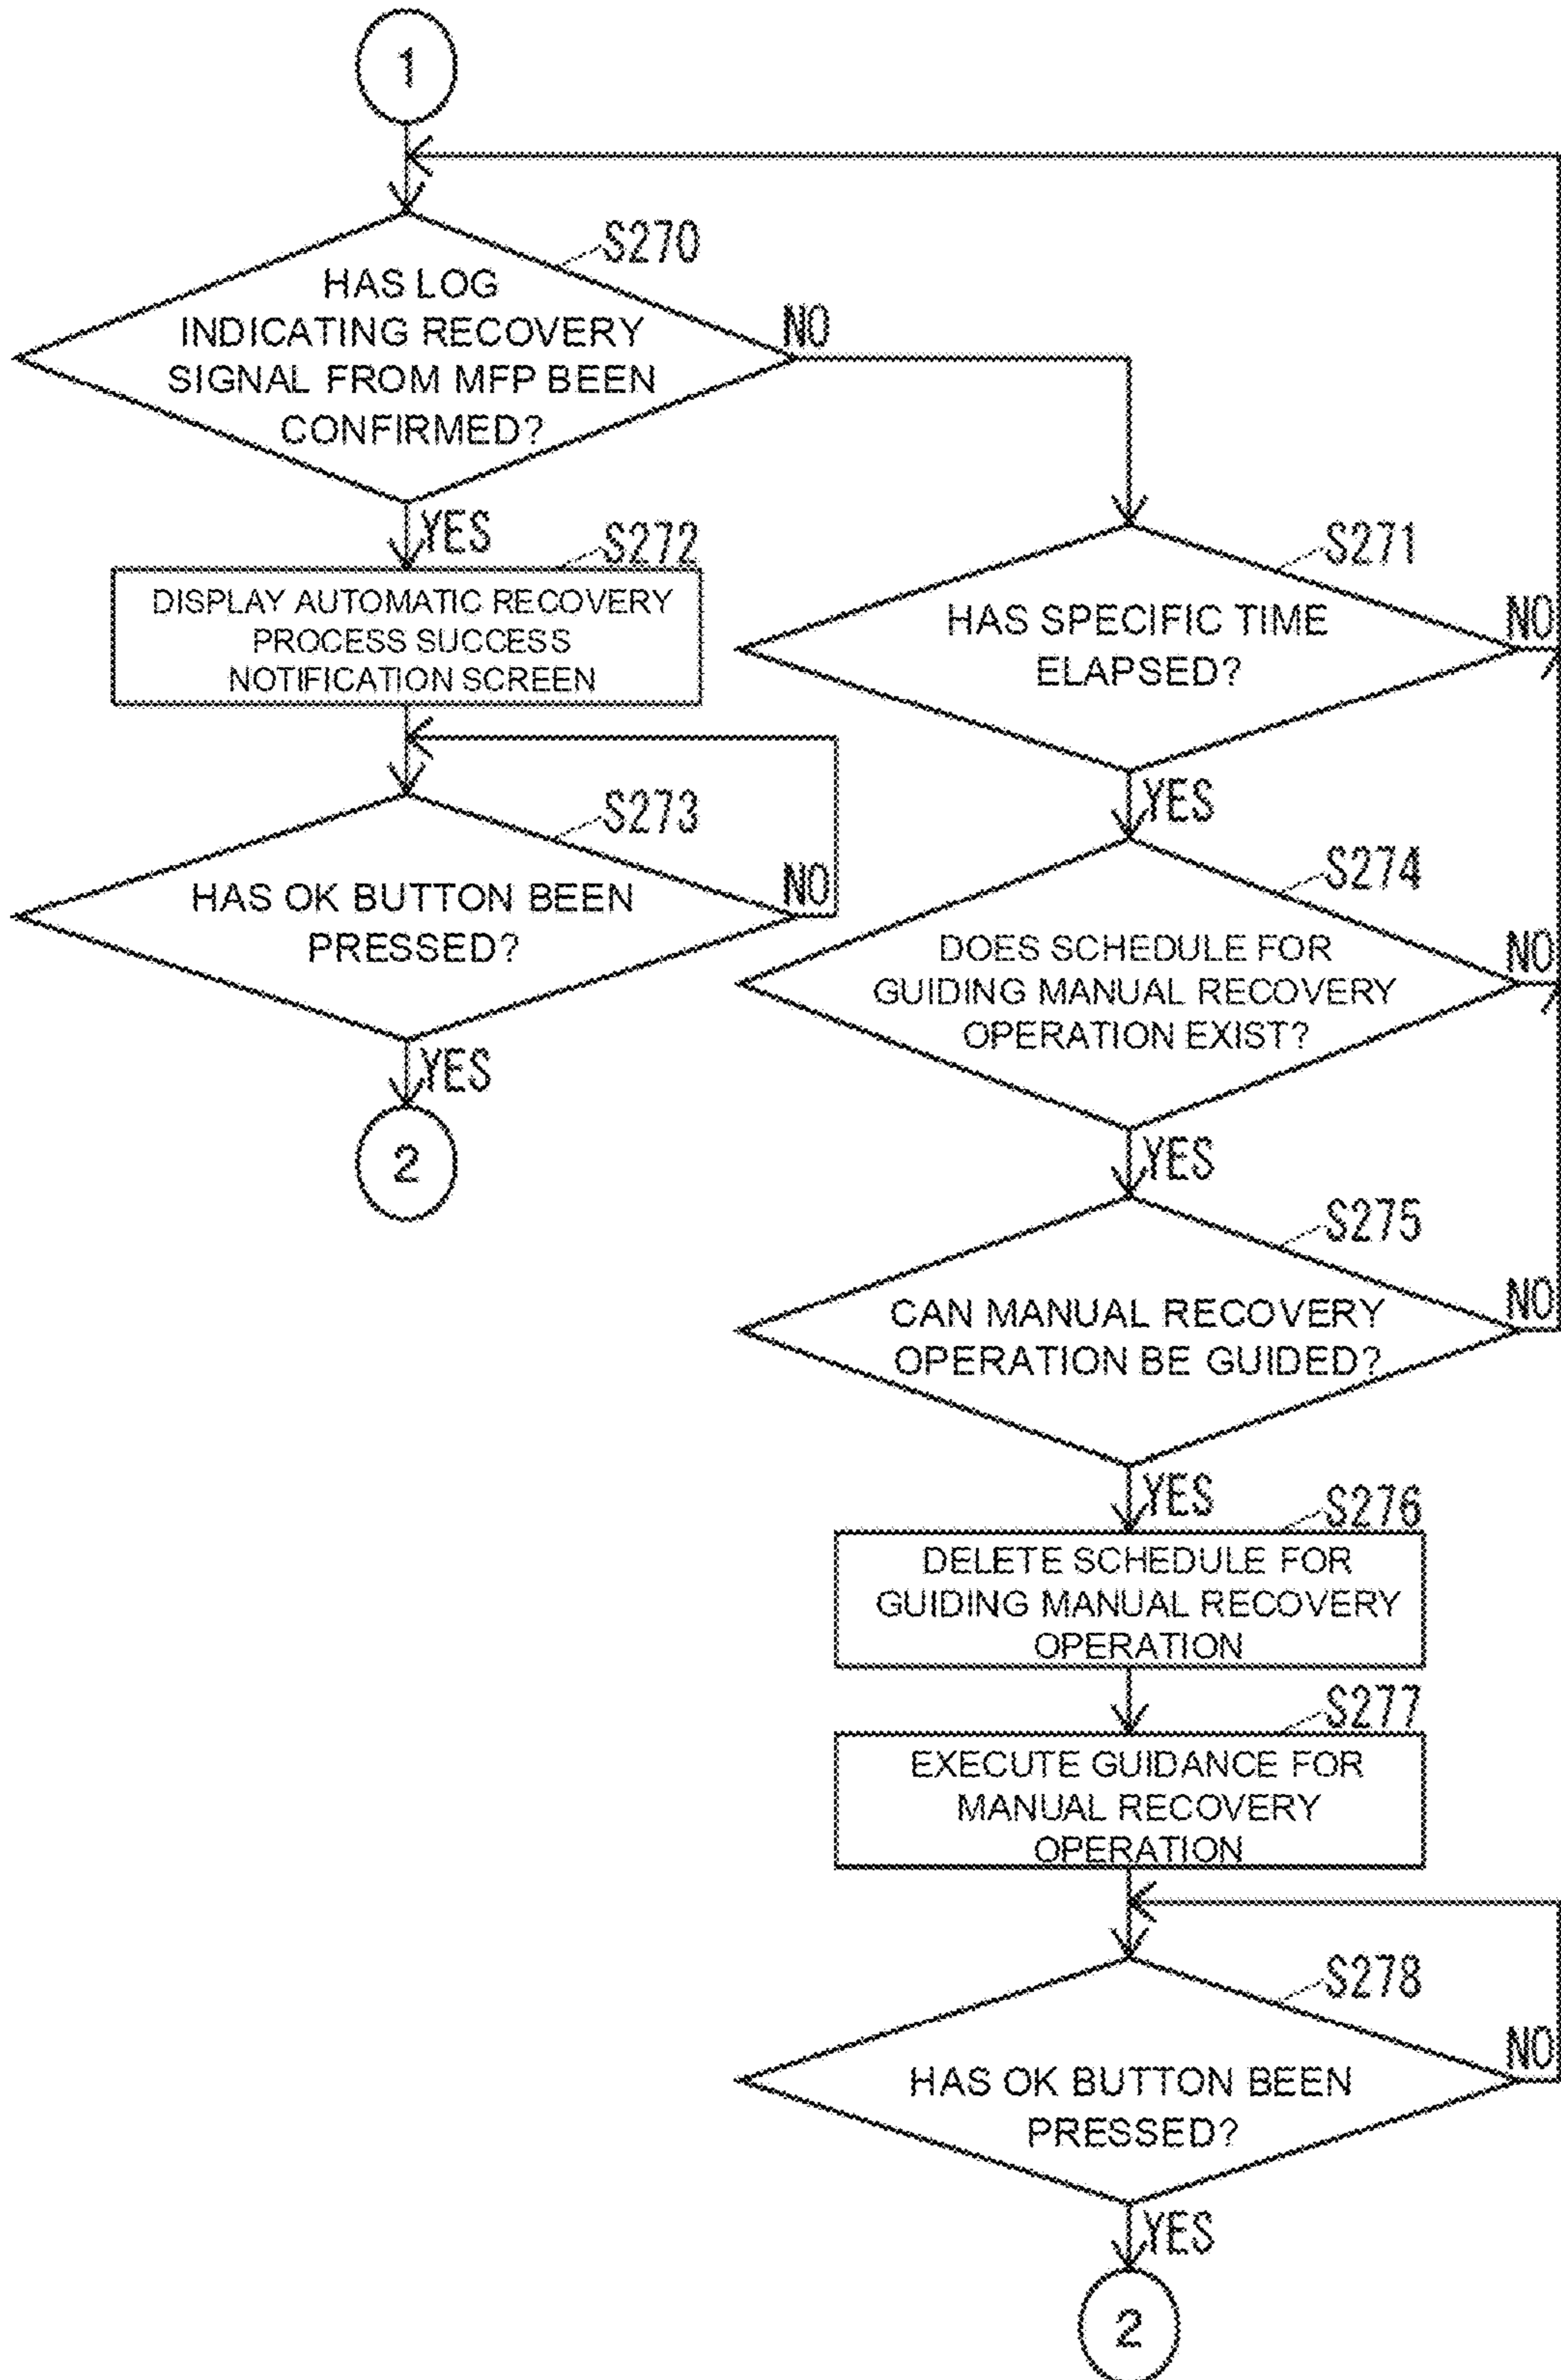 1
S270
HAS LOG
INDICATING RECOVERY
SIGNAL FROM MFP BEEN
CONFIRMED?
NO
YES
S272
DISPLAY AUTOMATIC RECOVERY
PROCESS SUCCESS
NOTIFICATION SCREEN
S273
HAS OK BUTTON BEEN
PRESSED?
NO
YES
2
S271
HAS SPECIFIC TIME
ELAPSED?
NO
YES
S274
DOES SCHEDULE FOR
GUIDING MANUAL RECOVERY
OPERATION EXIST?
NO
YES
S275
CAN MANUAL RECOVERY
OPERATION BE GUIDED?
NO
YES
S276
DELETE SCHEDULE FOR
GUIDING MANUAL RECOVERY
OPERATION
S277
EXECUTE GUIDANCE FOR
MANUAL RECOVERY
OPERATION
S278
HAS OK BUTTON BEEN
PRESSED?
NO
YES
2